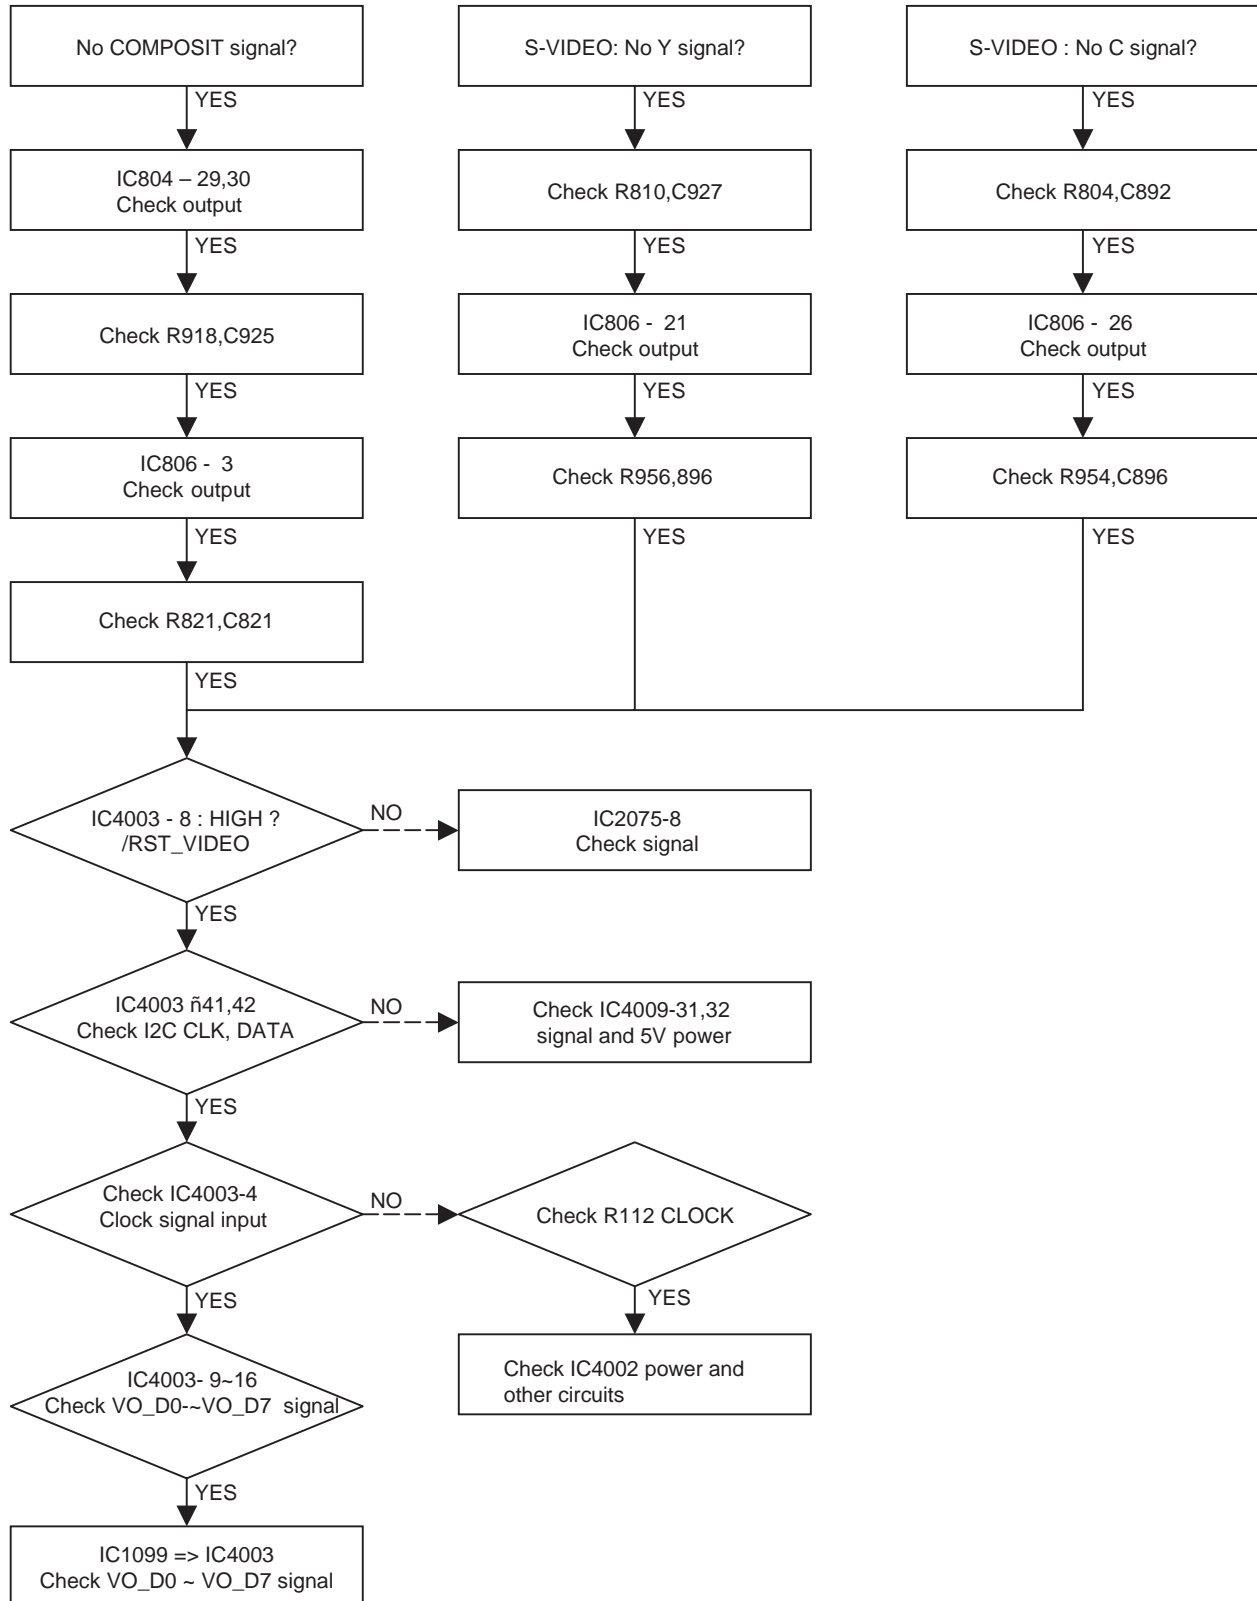 No COMPOSIT signal?
YES
IC804 – 29,30
Check output
YES
Check R918,C925
YES
IC806 - 3
Check output
YES
Check R821,C821
YES
S-VIDEO: No Y signal?
YES
Check R810,C927
YES
IC806 - 21
Check output
YES
Check R956,896
YES
S-VIDEO : No C signal?
YES
Check R804,C892
YES
IC806 - 26
Check output
YES
Check R954,C896
YES
IC4003 - 8 : HIGH ?
/RST_VIDEO
NO
IC2075-8
Check signal
YES
IC4003 ñ41,42
Check I2C CLK, DATA
NO
Check IC4009-31,32
signal and 5V power
YES
Check IC4003-4
Clock signal input
NO
Check R112 CLOCK
YES
Check IC4002 power and
other circuits
YES
IC4003- 9~16
Check VO_D0-~VO_D7 signal
YES
IC1099 => IC4003
Check VO_D0 ~ VO_D7 signal